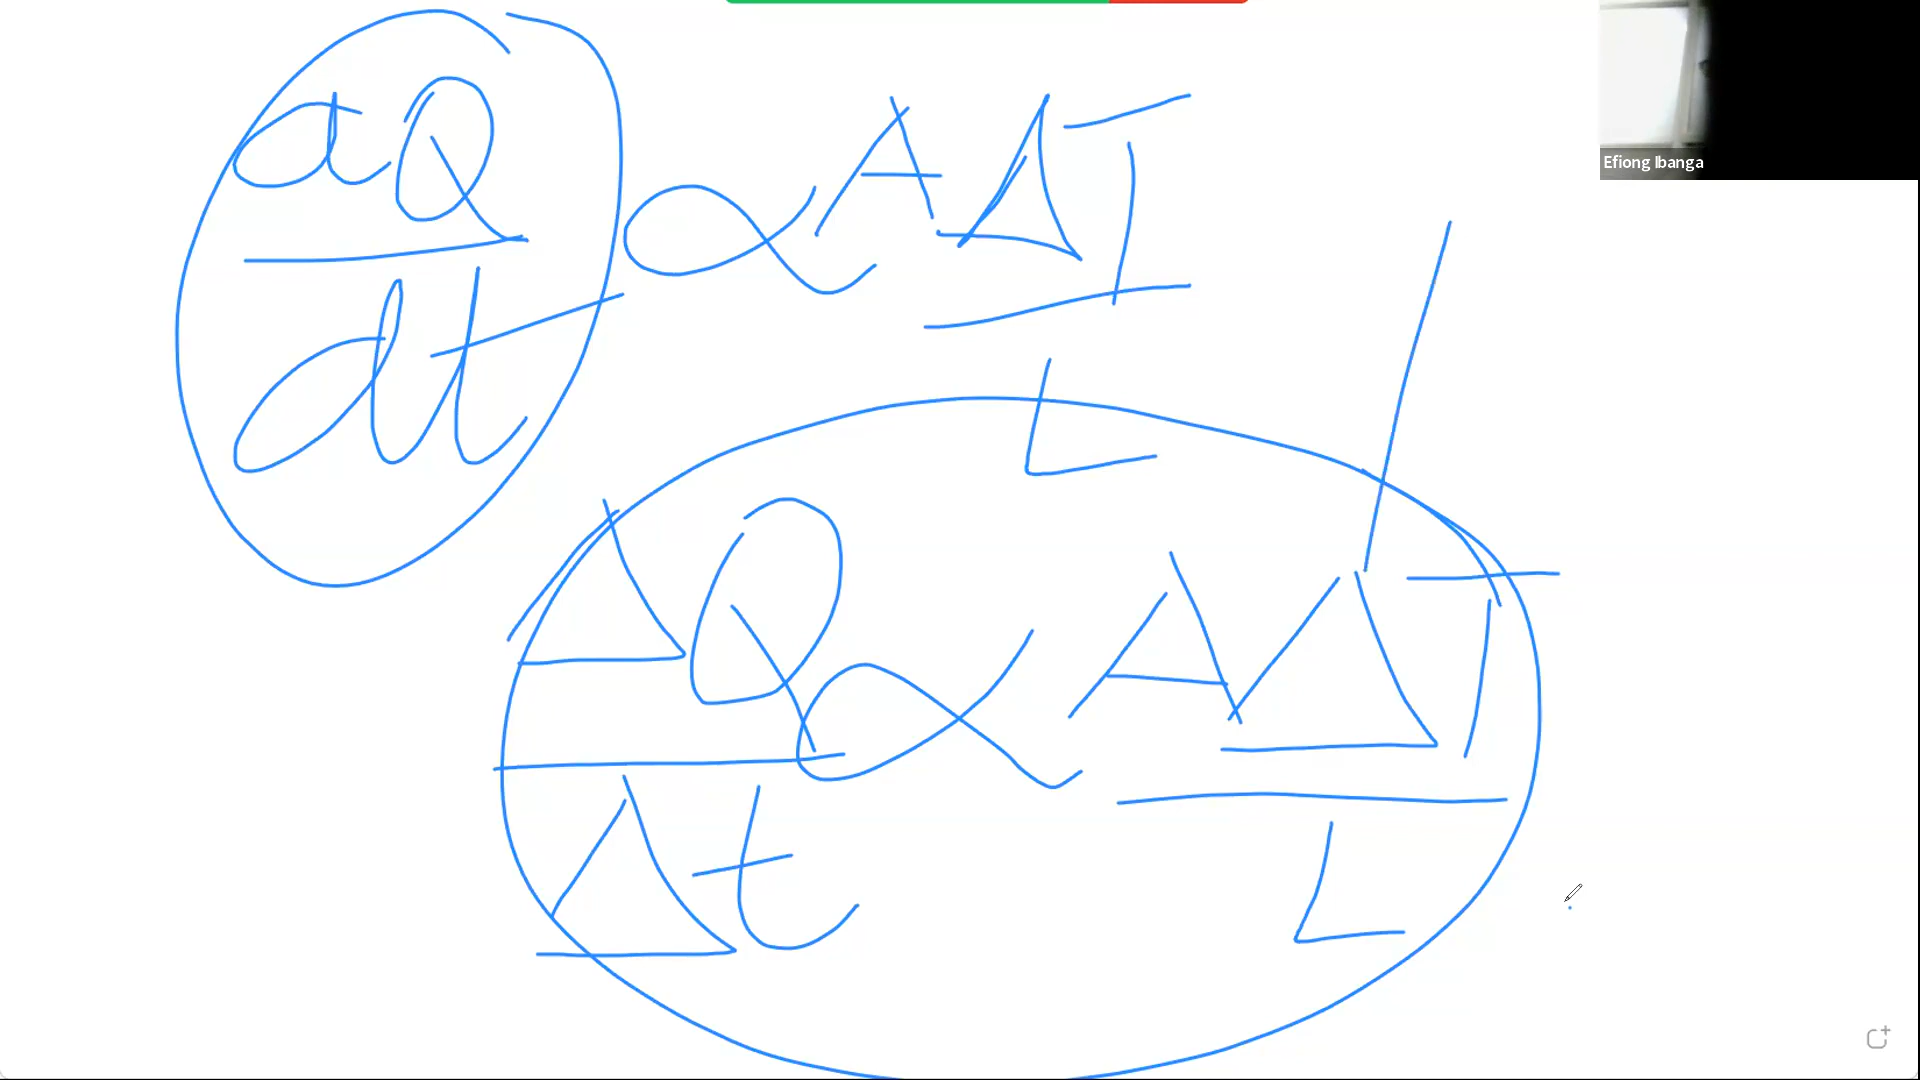 dQ/dt ∝ AΔT/L
Efiong Ibanga
ΔQ/Δt ∝ AΔT/L